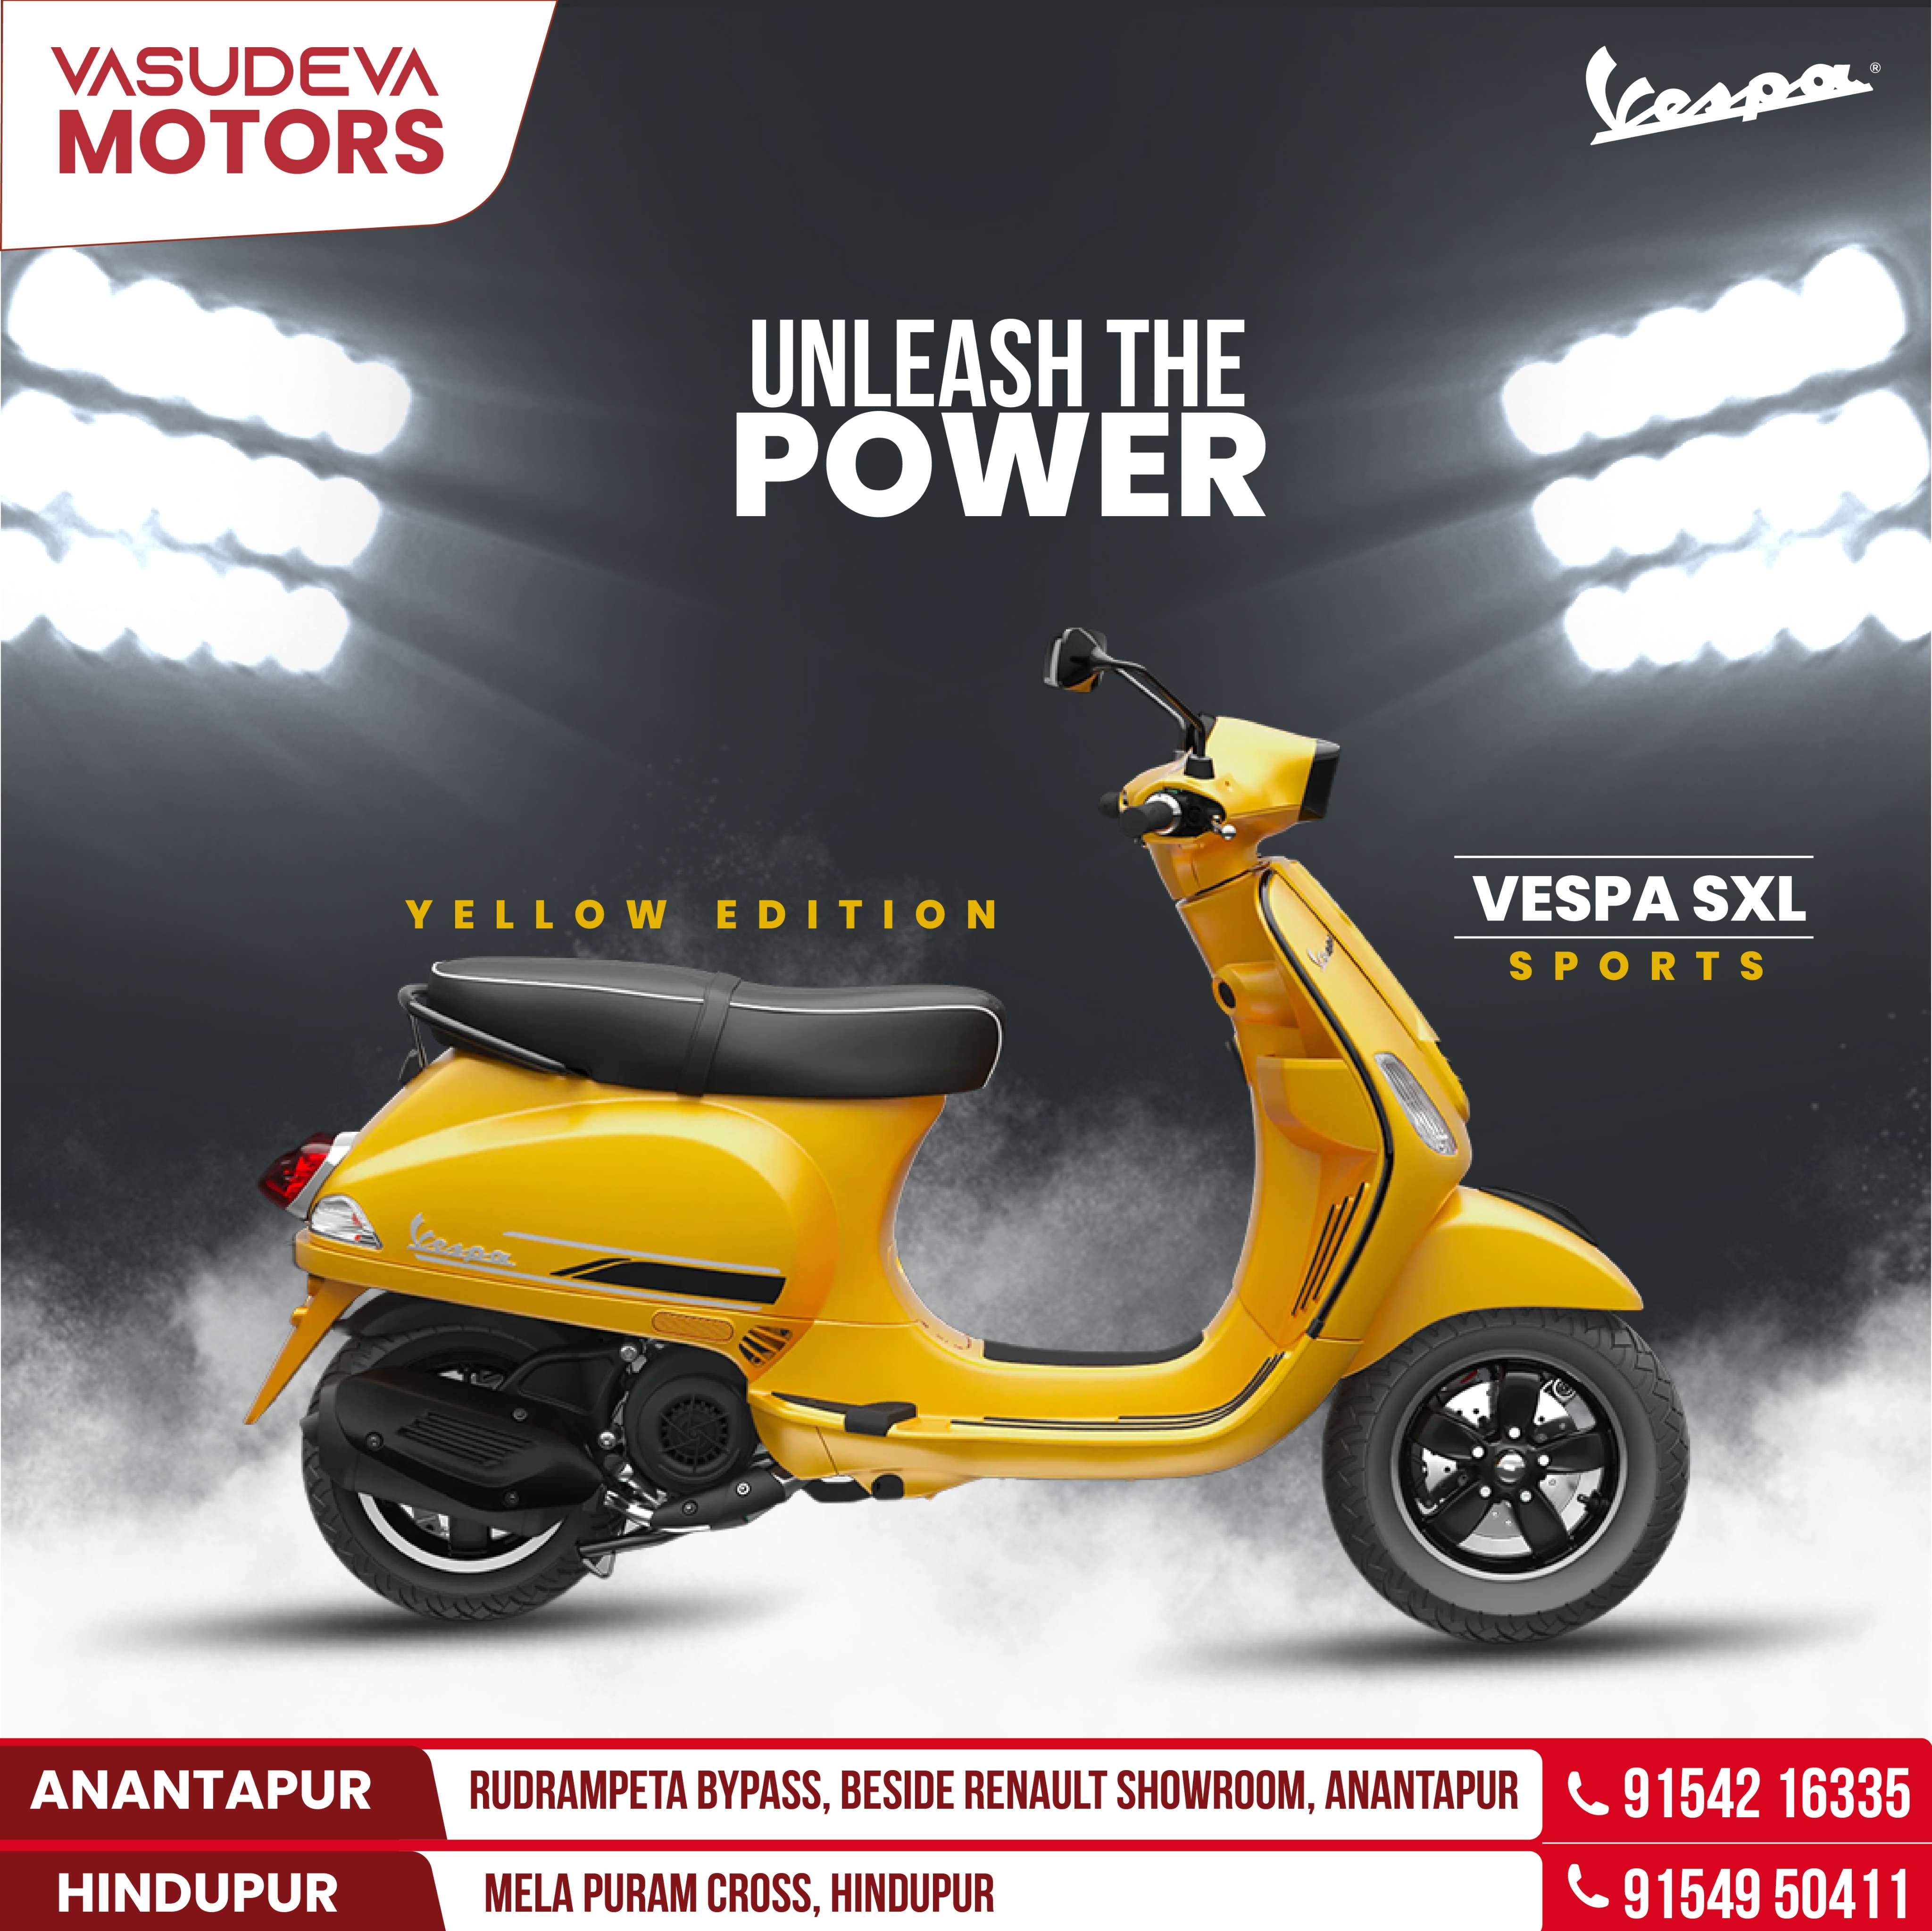 VASUDEVA
MOTORS
Vespa®
UNLEASH THE
POWER
YELLOW EDITION
VESPA SXL
SPORTS
Vespa
Vespa
ANANTAPUR
RUDRAMPETA BYPASS, BESIDE RENAULT SHOWROOM, ANANTAPUR
91542 16335
HINDUPUR
MELA PURAM CROSS, HINDUPUR
91549 50411